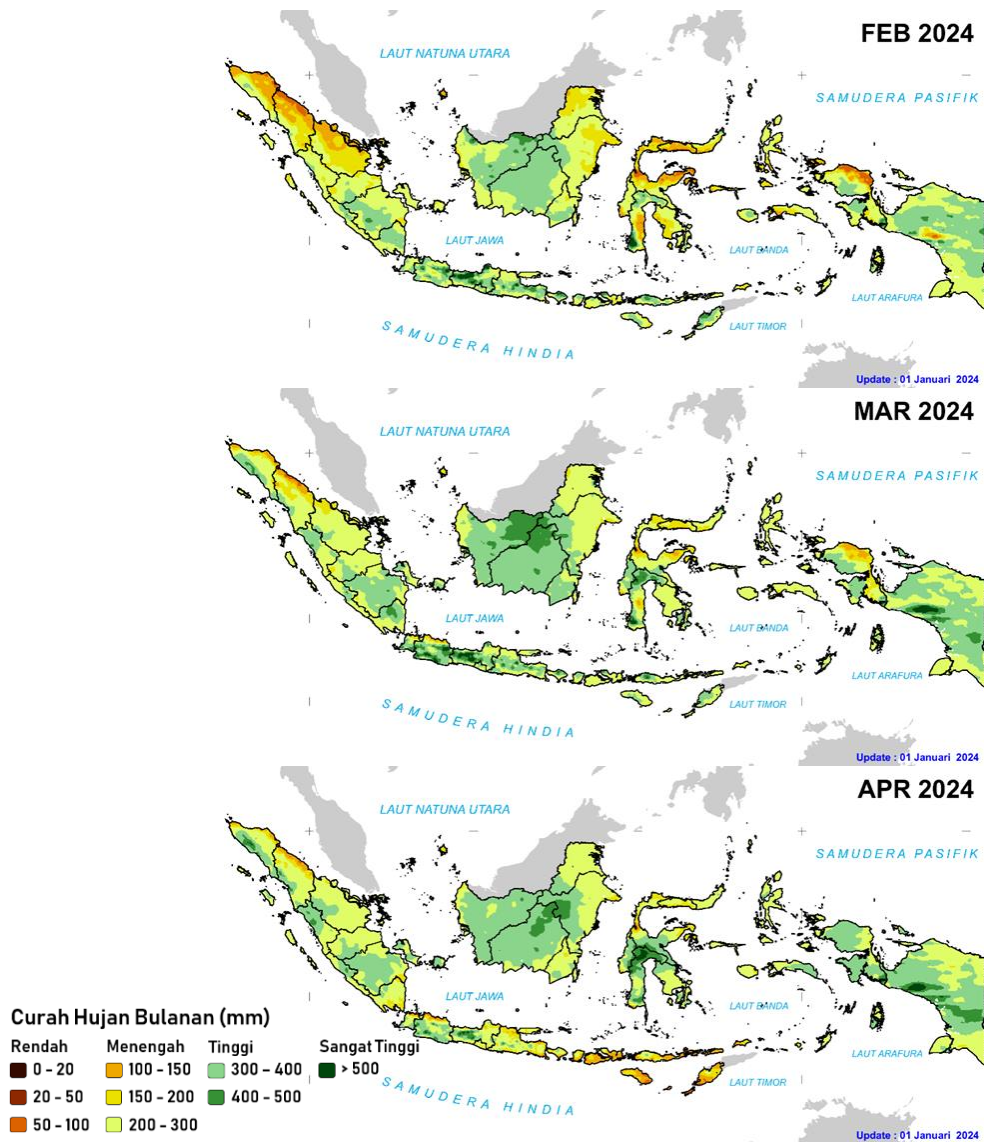 FEB 2024
LAUT NATUNA UTARA
SAMUDERA PASIFIK
LAUT JAWA
LAUT BANDA
LAUT ARAFURA
LAUT TIMOR
SAMUDERA HINDIA
Update : 01 Januari 2024
MAR 2024
LAUT NATUNA UTARA
SAMUDERA PASIFIK
LAUT JAWA
LAUT BANDA
LAUT ARAFURA
LAUT TIMOR
SAMUDERA HINDIA
Update : 01 Januari 2024
APR 2024
LAUT NATUNA UTARA
SAMUDERA PASIFIK
LAUT JAWA
LAUT BANDA
LAUT ARAFURA
LAUT TIMOR
SAMUDERA HINDIA
Update : 01 Januari 2024
Curah Hujan Bulanan (mm)
Rendah Menengah Tinggi Sangat Tinggi
0 - 20 100 - 150 300 - 400 > 500
20 - 50 150 - 200 400 - 500
50 - 100 200 - 300